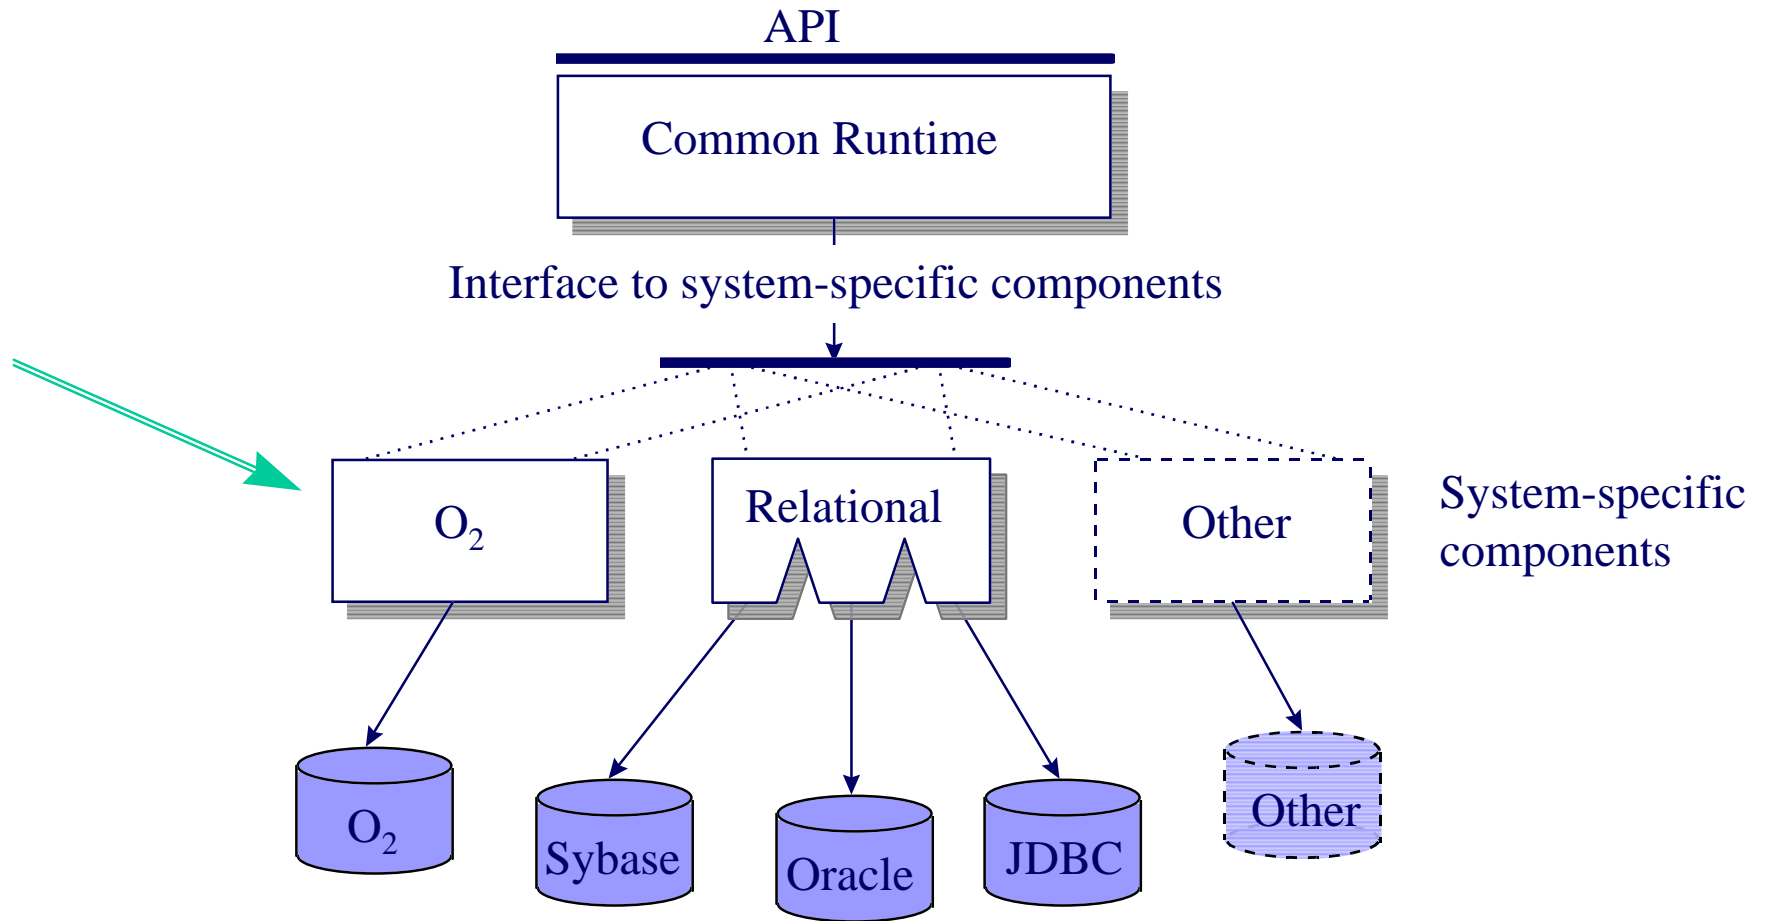 API
Common Runtime
Interface to system-specific components
O₂
Relational
Other
System-specific
components
O₂
Sybase
Oracle
JDBC
Other